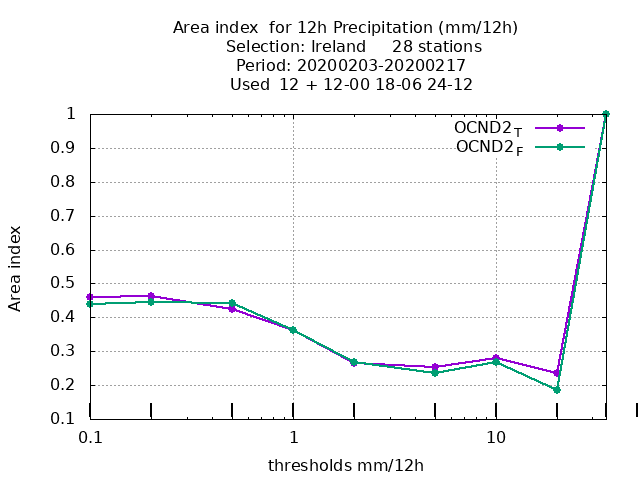 Area index  for 12h Precipitation (mm/12h)
Selection: Ireland     28 stations
Period: 20200203-20200217
Used  12 + 12-00 18-06 24-12
OCND2T
OCND2F
1
0.9
0.8
0.7
0.6
0.5
0.4
0.3
0.2
0.1
Area index
0.1 1 10
thresholds mm/12h